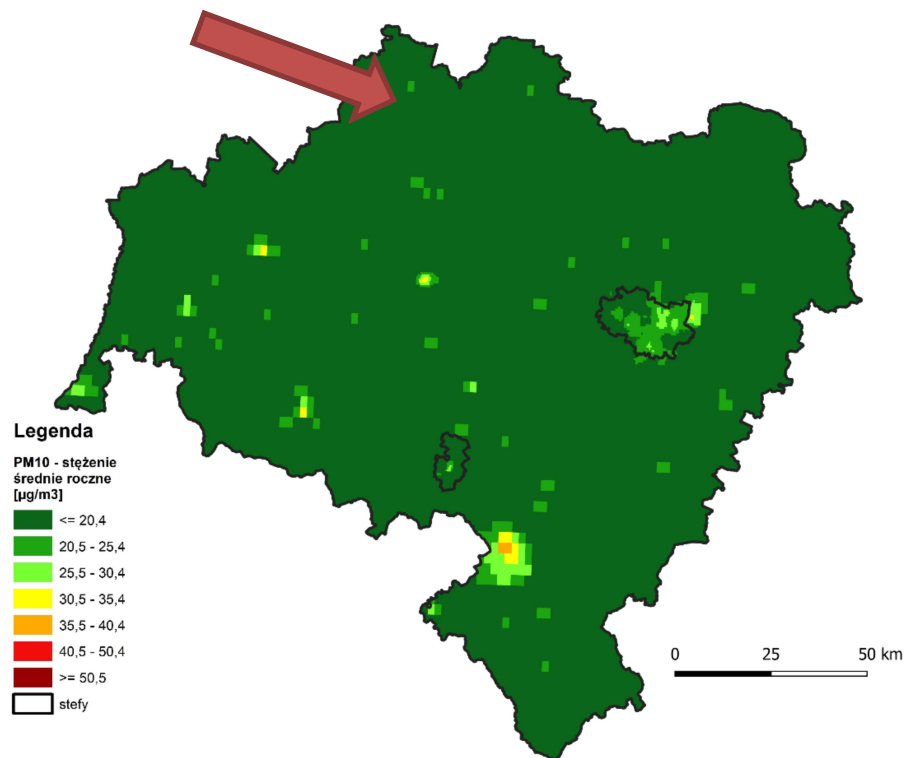 Legenda
PM10 - stężenie
średnie roczne
[µg/m3]
<= 20,4
20,5 - 25,4
25,5 - 30,4
30,5 - 35,4
35,5 - 40,4
40,5 - 50,4
>= 50,5
stefy
0 25 50 km